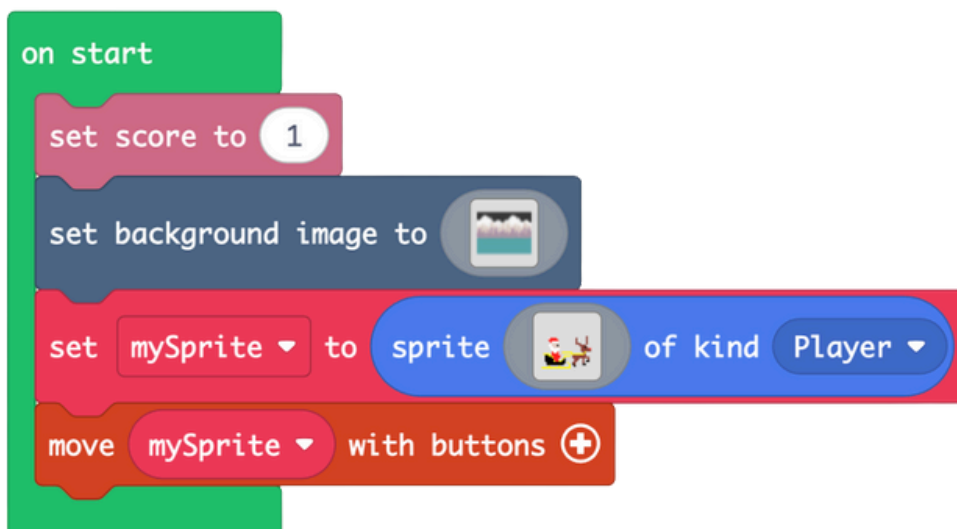 on start
set score to 1
set background image to
set mySprite to sprite of kind Player
move mySprite with buttons